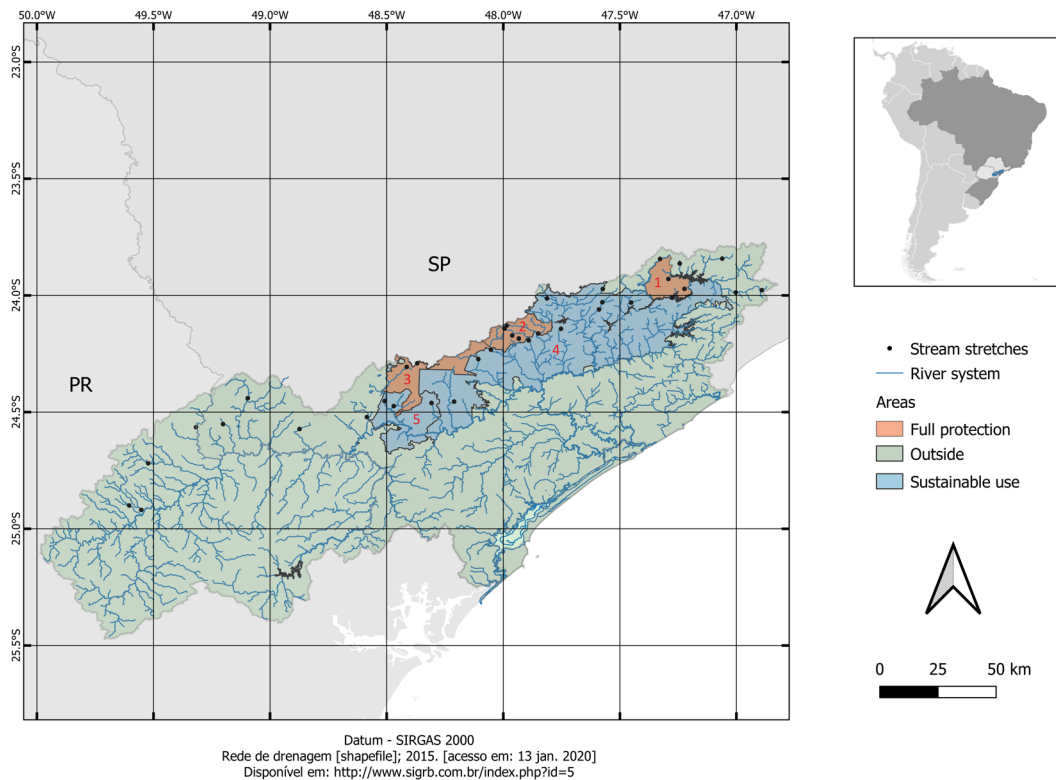 50.0°W 49.5°W 49.0°W 48.5°W 48.0°W 47.5°W 47.0°W
23.0°S
23.5°S
24.0°S
24.5°S
25.0°S
25.5°S
SP
PR
1
2
3
4
5
Stream stretches
River system
Areas
Full protection
Outside
Sustainable use
0 25 50 km
Datum - SIRGAS 2000
Rede de drenagem [shapefile]; 2015. [acesso em: 13 jan. 2020]
Disponível em: http://www.sigrb.com.br/index.php?id=5